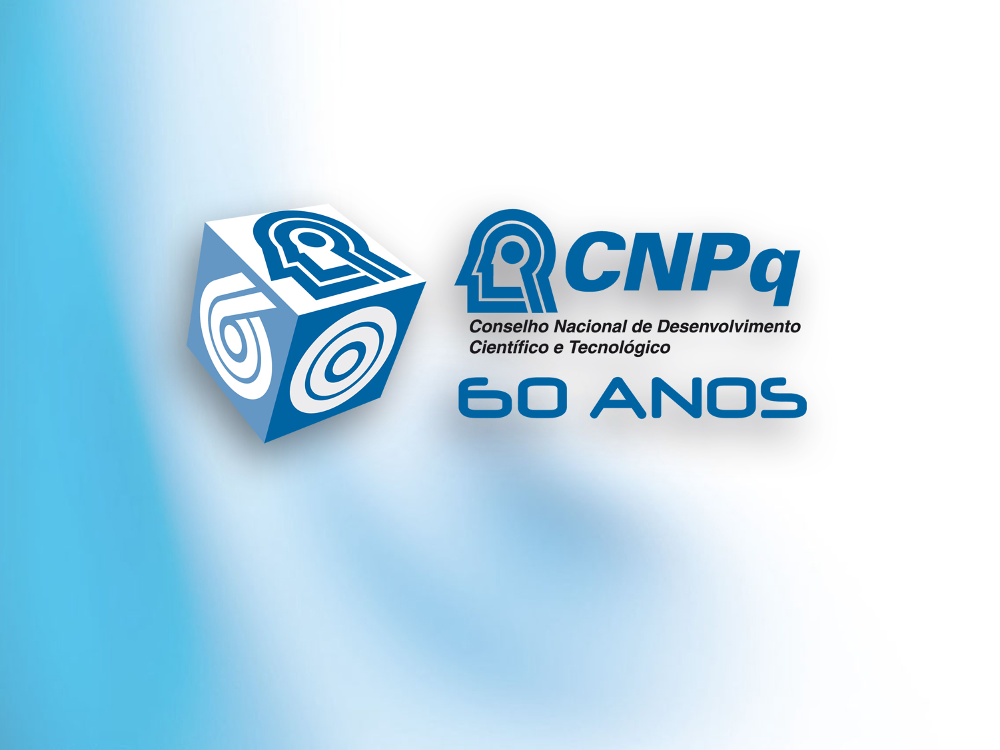 CNPq
Conselho Nacional de Desenvolvimento
Científico e Tecnológico
60 ANOS